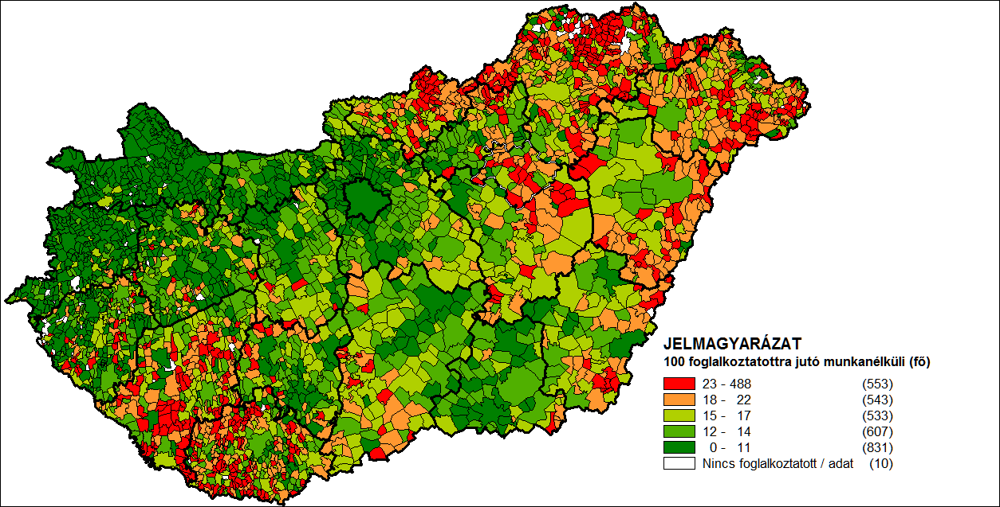 JELMAGYARÁZAT
100 foglalkoztatottra jutó munkanélküli (fő)
23 - 488 (553)
18 - 22 (543)
15 - 17 (533)
12 - 14 (607)
0 - 11 (831)
Nincs foglalkoztatott / adat (10)